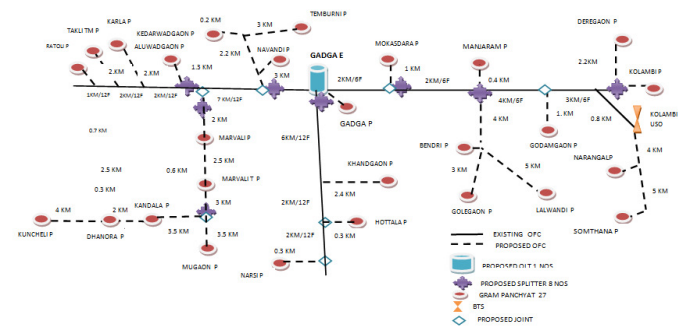 TEMBURNI P
KARLA P
0.2 KM
3 KM
DEREGAON P
TAKLI TM P
KEDARWADGAON P
ALUWADGAON P
NAVANDI P
GADGA E
MOKASDARA P
MANJARAM P
RATOLI P
2.2 KM
2.2KM
KOLAMBI P
2.KM
2.KM
1.3 KM
3 KM
2KM/6F
1 KM
2KM/6F
0.4 KM
1KM/12F
2KM/12F
2KM/12F
7 KM/12F
4KM/6F
3KM/6F
GADGA P
1. KM
0.8 KM
KOLAMBI
USO
0.7 KM
2 KM
4 KM
MARVALI P
6KM/12F
BENDRI P
GODAMGAON P
4 KM
2.5 KM
2.5 KM
KHANDGAON P
NARANGALP
0.6 KM
MARVALI T P
3 KM
5 KM
5 KM
0.3 KM
2.4 KM
4 KM
2 KM
KANDALA P
3 KM
2KM/12F
GOLEGAON P
LALWANDI P
KUNCHELI P
DHANORA P
3.5 KM
3.5 KM
2KM/12F
0.3 KM
HOTTALA P
SOMTHANA P
MUGAON P
NARSI P
0.3 KM
EXISTING OFC
PROPOSED OFC
PROPOSED OLT 1 NOS
PROPOSED SPLITTER 8 NOS
GRAM PANCHYAT 27
BTS
PROPOSED JOINT